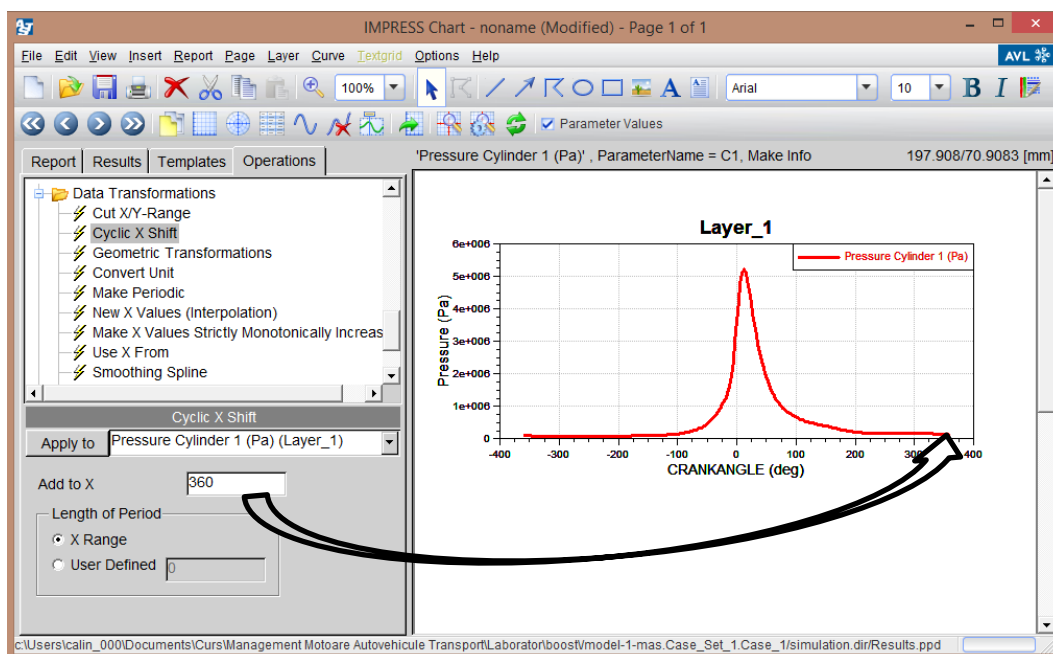 IMPRESS Chart - noname (Modified) - Page 1 of 1
File Edit View Insert Report Page Layer Curve Textgrid Options Help
AVL
100% A Arial 10 B I
Parameter Values
Report Results Templates Operations
'Pressure Cylinder 1 (Pa)' , ParameterName = C1, Make Info 197.908/70.9083 [mm]
Data Transformations
Cut X/Y-Range
Cyclic X Shift
Geometric Transformations
Convert Unit
Make Periodic
New X Values (Interpolation)
Make X Values Strictly Monotonically Increas
Use X From
Smoothing Spline
Cyclic X Shift
Apply to Pressure Cylinder 1 (Pa) (Layer_1)
Add to X 360
Length of Period
X Range
User Defined 0
Layer_1
Pressure Cylinder 1 (Pa)
Pressure (Pa)
6e+006
5e+006
4e+006
3e+006
2e+006
1e+006
0
-400 -300 -200 -100 0 100 200 300 400
CRANKANGLE (deg)
c:\Users\calin_000\Documents\Curs\Management Motoare Autovehicule Transport\Laborator\boost\model-1-mas.Case_Set_1.Case_1/simulation.dir/Results.ppd